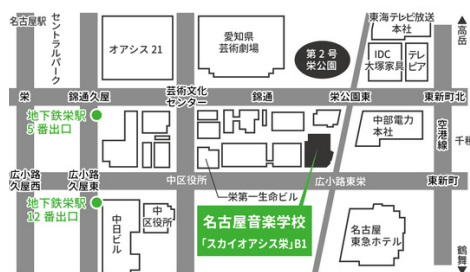 名古屋駅
セントラルパーク
オアシス 21
愛知県
芸術劇場
第 2 号
栄公園
東海テレビ放送
本社
IDC
大塚家具
テレ
ピア
▲高岳
栄
錦通久屋
芸術文化
センター
錦通
栄公園東
東新町北
地下鉄栄駅
5 番出口
中部電力
本社
空港線
千種
広小路
久屋西
広小路
久屋東
中区役所
広小路東栄
東新町
栄第一生命ビル
地下鉄栄駅
12 番出口
中日ビル
中
区役所
名古屋音楽学校
「スカイオアシス栄」B1
名古屋
東急ホテル
鶴舞▼